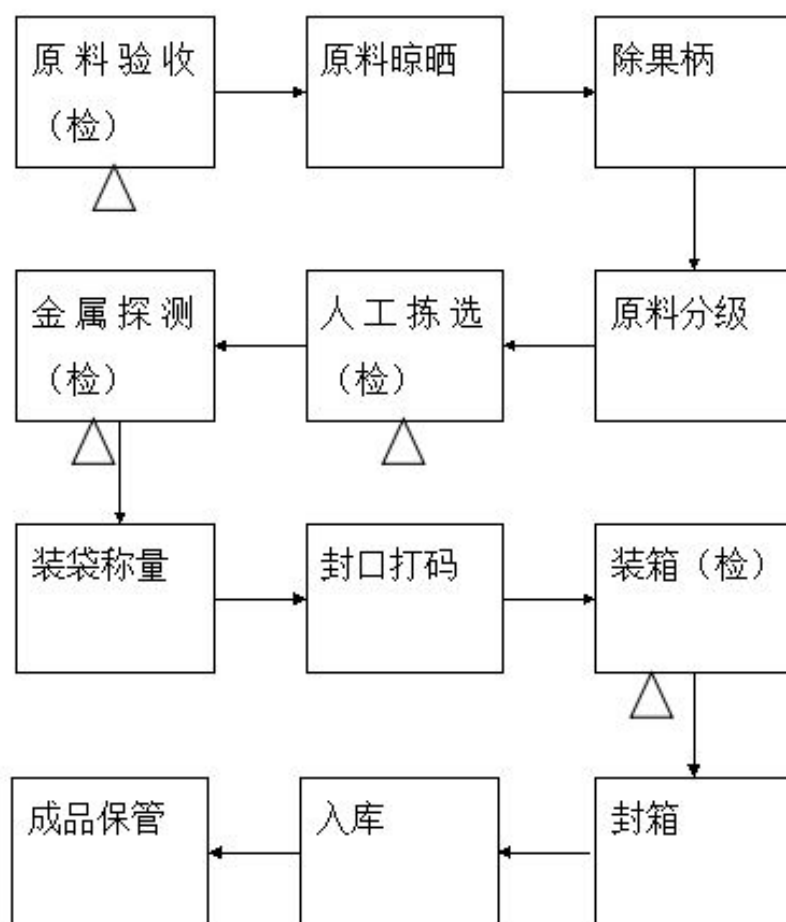 原料验收
（检）
原料晾晒
除果柄
金属探测
（检）
人工拣选
（检）
原料分级
装袋称量
封口打码
装箱（检）
成品保管
入库
封箱